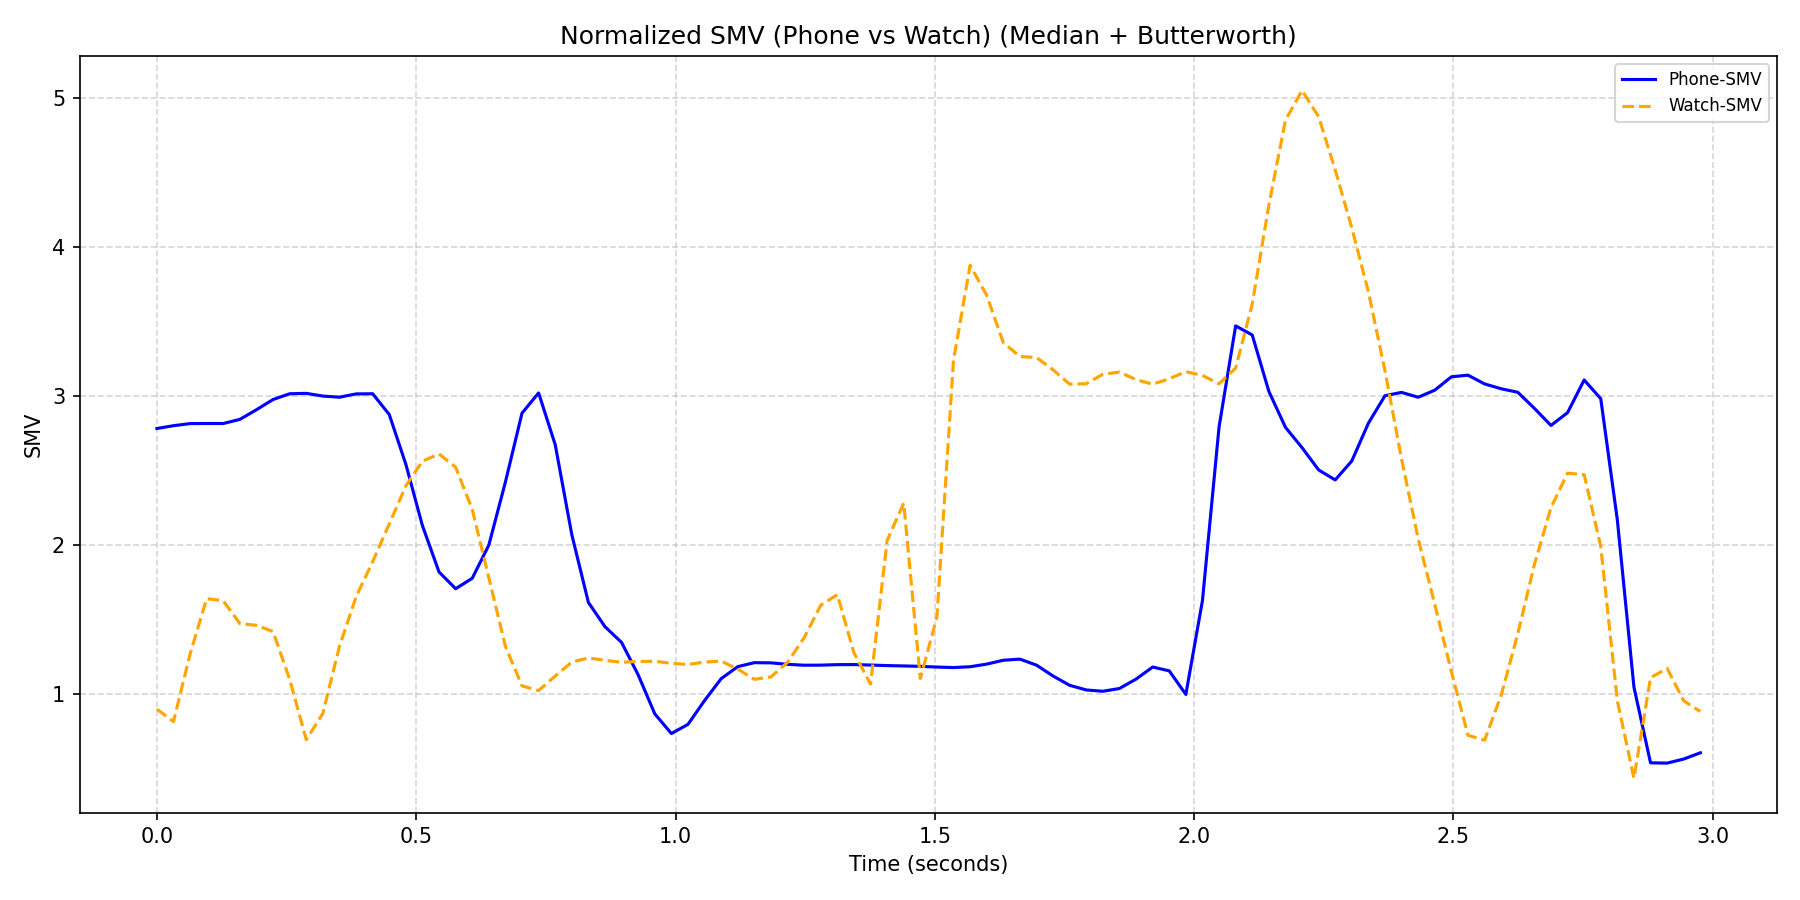 Normalized SMV (Phone vs Watch) (Median + Butterworth)
Phone-SMV
Watch-SMV
5
4
3
2
1
SMV
0.0 0.5 1.0 1.5 2.0 2.5 3.0
Time (seconds)